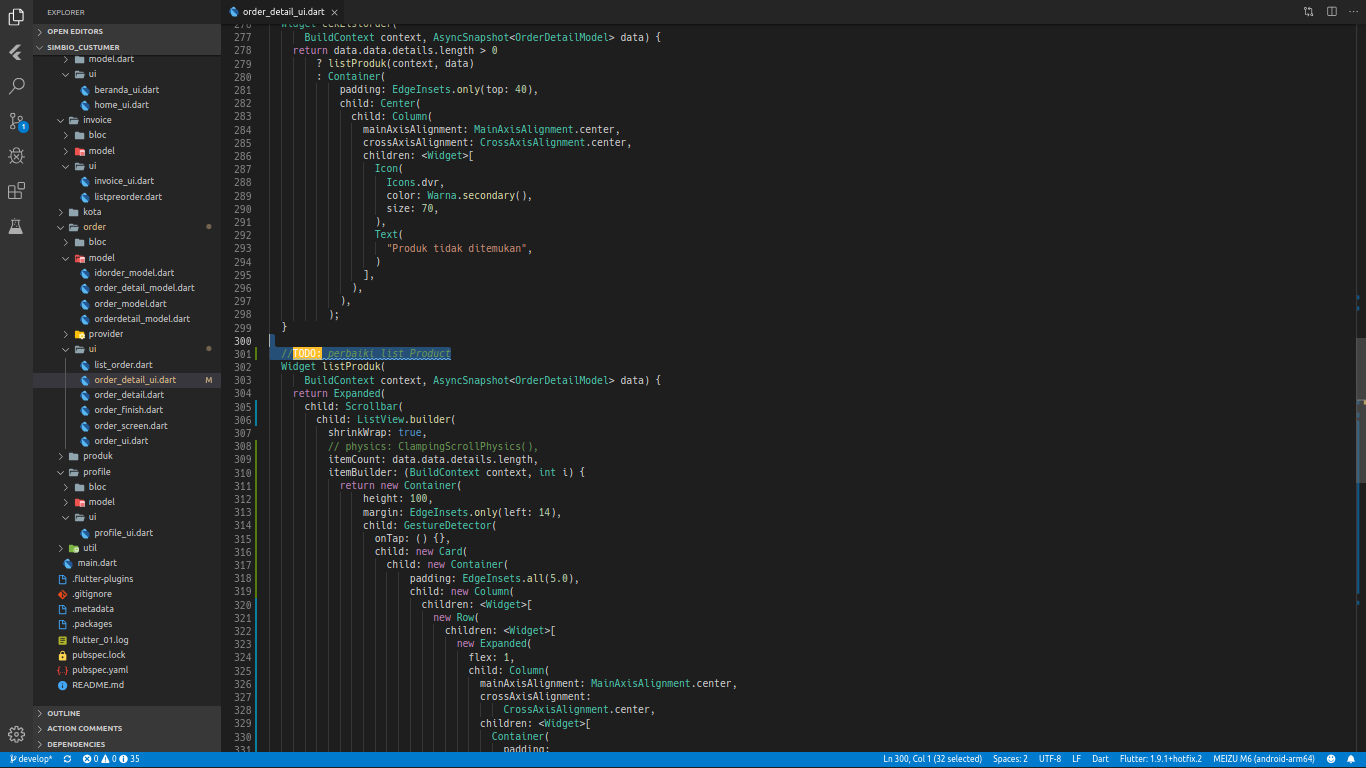 EXPLORER
OPEN EDITORS
SIMBIO_CUSTUMER
model.dart
ui
beranda_ui.dart
home_ui.dart
invoice
bloc
model
ui
invoice_ui.dart
listpreorder.dart
kota
order
bloc
model
idorder_model.dart
order_detail_model.dart
order_model.dart
orderdetail_model.dart
provider
ui
list_order.dart
order_detail_ui.dart M
order_detail.dart
order_finish.dart
order_screen.dart
order_ui.dart
produk
profile
bloc
model
ui
profile_ui.dart
util
main.dart
.flutter-plugins
.gitignore
.metadata
.packages
flutter_01.log
pubspec.lock
pubspec.yaml
README.md
OUTLINE
ACTION COMMENTS
DEPENDENCIES
order_detail_ui.dart ×
277 BuildContext context, AsyncSnapshot<OrderDetailModel> data) {
278 return data.data.details.length > 0
279 ? listProduk(context, data)
280 : Container(
281 padding: EdgeInsets.only(top: 40),
282 child: Center(
283 child: Column(
284 mainAxisAlignment: MainAxisAlignment.center,
285 crossAxisAlignment: CrossAxisAlignment.center,
286 children: <Widget>[
287 Icon(
288 Icons.dvr,
289 color: Warna.secondary(),
290 size: 70,
291 ),
292 Text(
293 "Produk tidak ditemukan",
294 )
295 ],
296 ),
297 ),
298 );
299 }
300
301 //TODO: perbaiki list Product
302 Widget listProduk(
303 BuildContext context, AsyncSnapshot<OrderDetailModel> data) {
304 return Expanded(
305 child: Scrollbar(
306 child: ListView.builder(
307 shrinkWrap: true,
308 // physics: ClampingScrollPhysics(),
309 itemCount: data.data.details.length,
310 itemBuilder: (BuildContext context, int i) {
311 return new Container(
312 height: 100,
313 margin: EdgeInsets.only(left: 14),
314 child: GestureDetector(
315 onTap: () {},
316 child: new Card(
317 child: new Container(
318 padding: EdgeInsets.all(5.0),
319 child: new Column(
320 children: <Widget>[
321 new Row(
322 children: <Widget>[
323 new Expanded(
324 flex: 1,
325 child: Column(
326 mainAxisAlignment: MainAxisAlignment.center,
327 crossAxisAlignment:
328 CrossAxisAlignment.center,
329 children: <Widget>[
330 Container(
331 padding:
develop* 0 0 35 Ln 300, Col 1 (32 selected) Spaces: 2 UTF-8 LF Dart Flutter: 1.9.1+hotfix.2 MEIZU M6 (android-arm64)